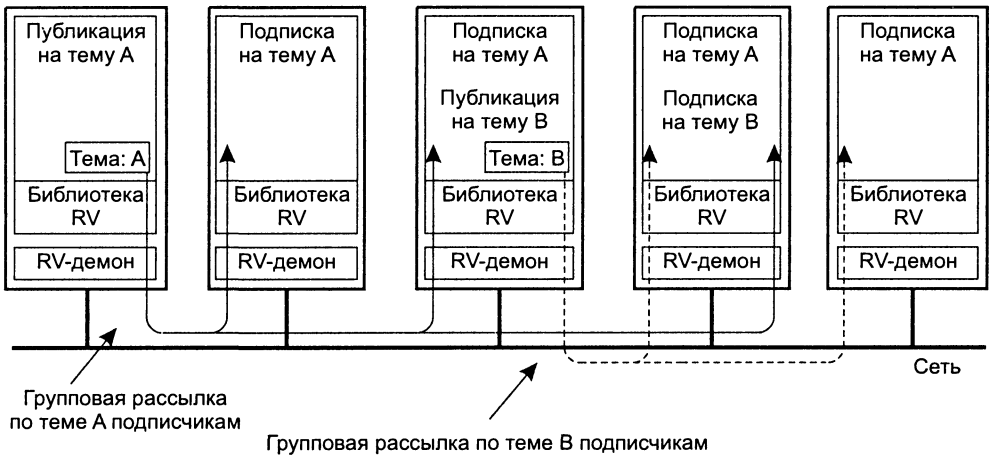 Публикация
на тему A
Тема: A
Библиотека
RV
RV-демон
Подписка
на тему A
Библиотека
RV
RV-демон
Подписка
на тему A
Публикация
на тему B
Тема: B
Библиотека
RV
RV-демон
Подписка
на тему A
Подписка
на тему B
Библиотека
RV
RV-демон
Подписка
на тему A
Библиотека
RV
RV-демон
Сеть
Групповая рассылка
по теме A подписчикам
Групповая рассылка по теме B подписчикам